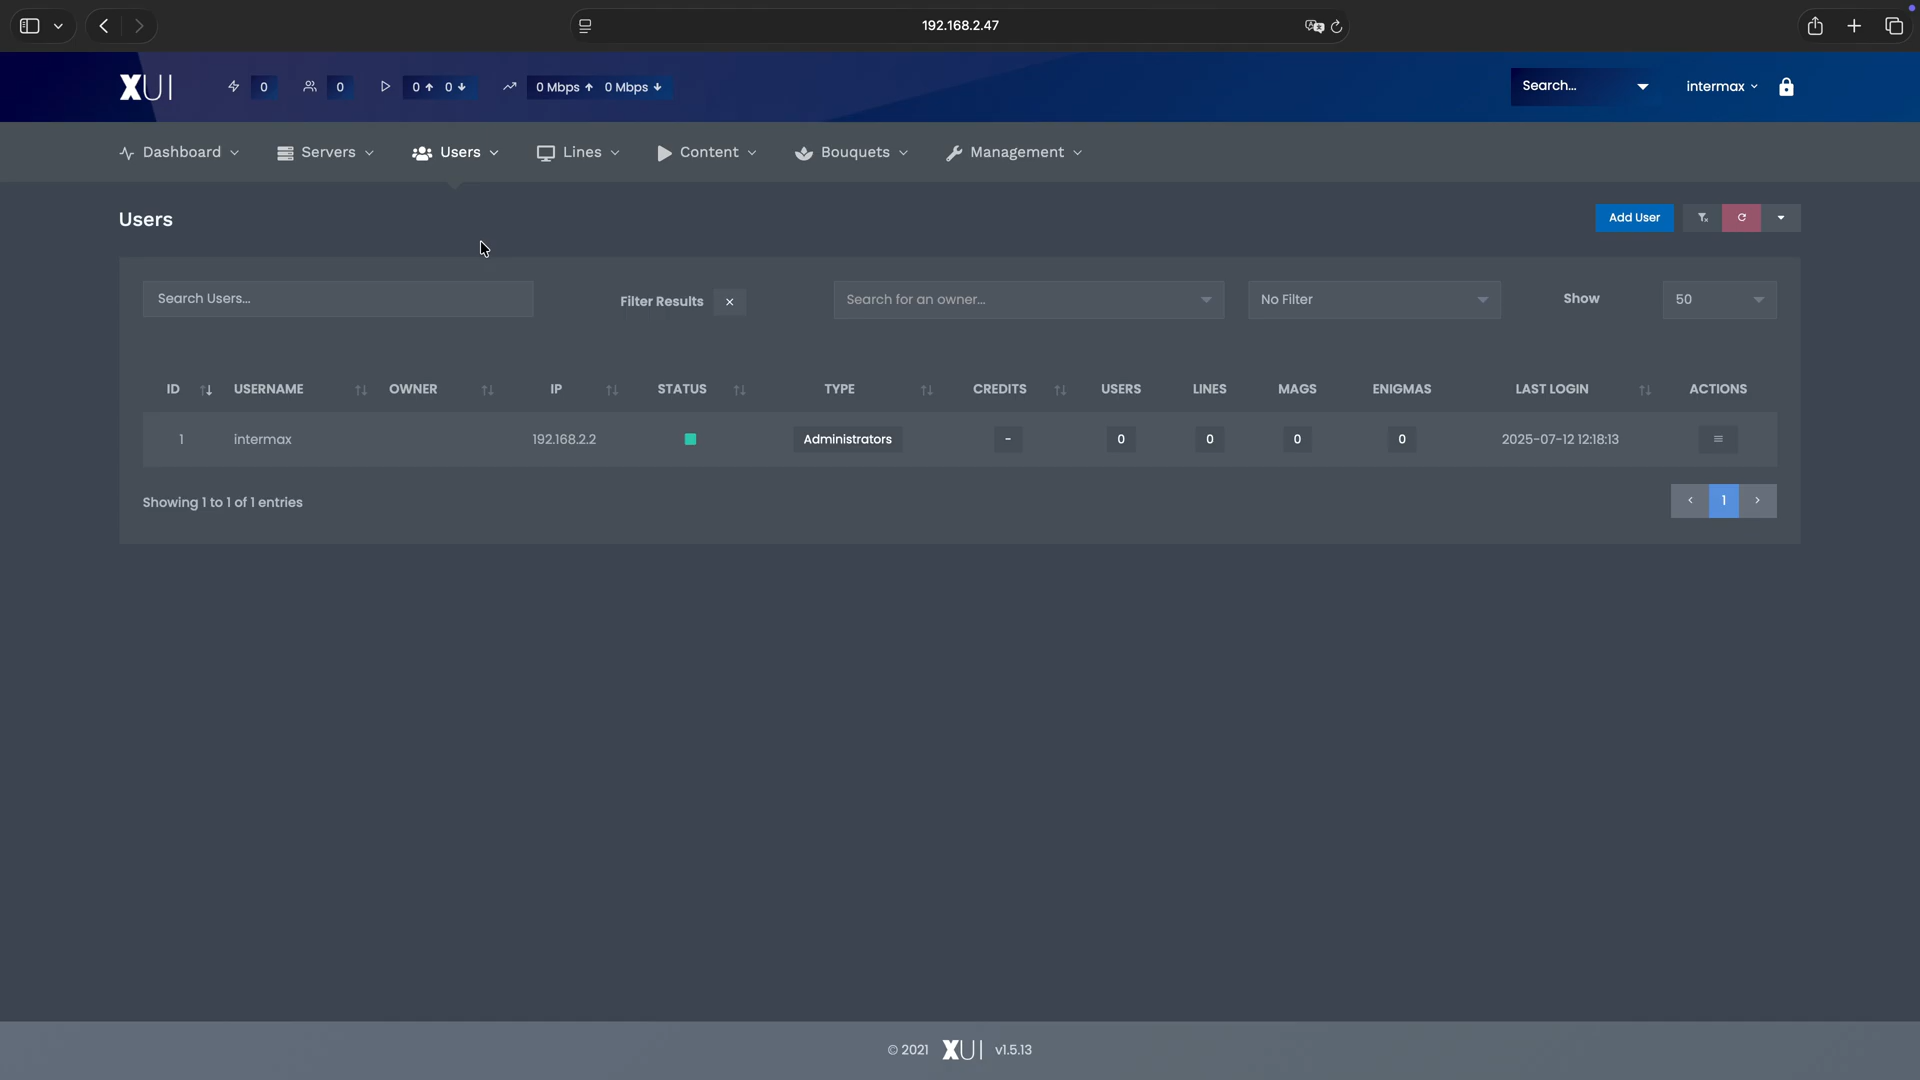 192.168.2.47
XUI 0 0 0 0 0 Mbps 0 Mbps Search... intermax
Dashboard Servers Users Lines Content Bouquets Management
Users Add User
Search Users... Filter Results × Search for an owner... No Filter Show 50
ID USERNAME OWNER IP STATUS TYPE CREDITS USERS LINES MAGS ENIGMAS LAST LOGIN ACTIONS
1 intermax 192.168.2.2 Administrators - 0 0 0 0 2025-07-12 12:18:13
Showing 1 to 1 of 1 entries ‹ 1 ›
© 2021 XUI v1.5.13